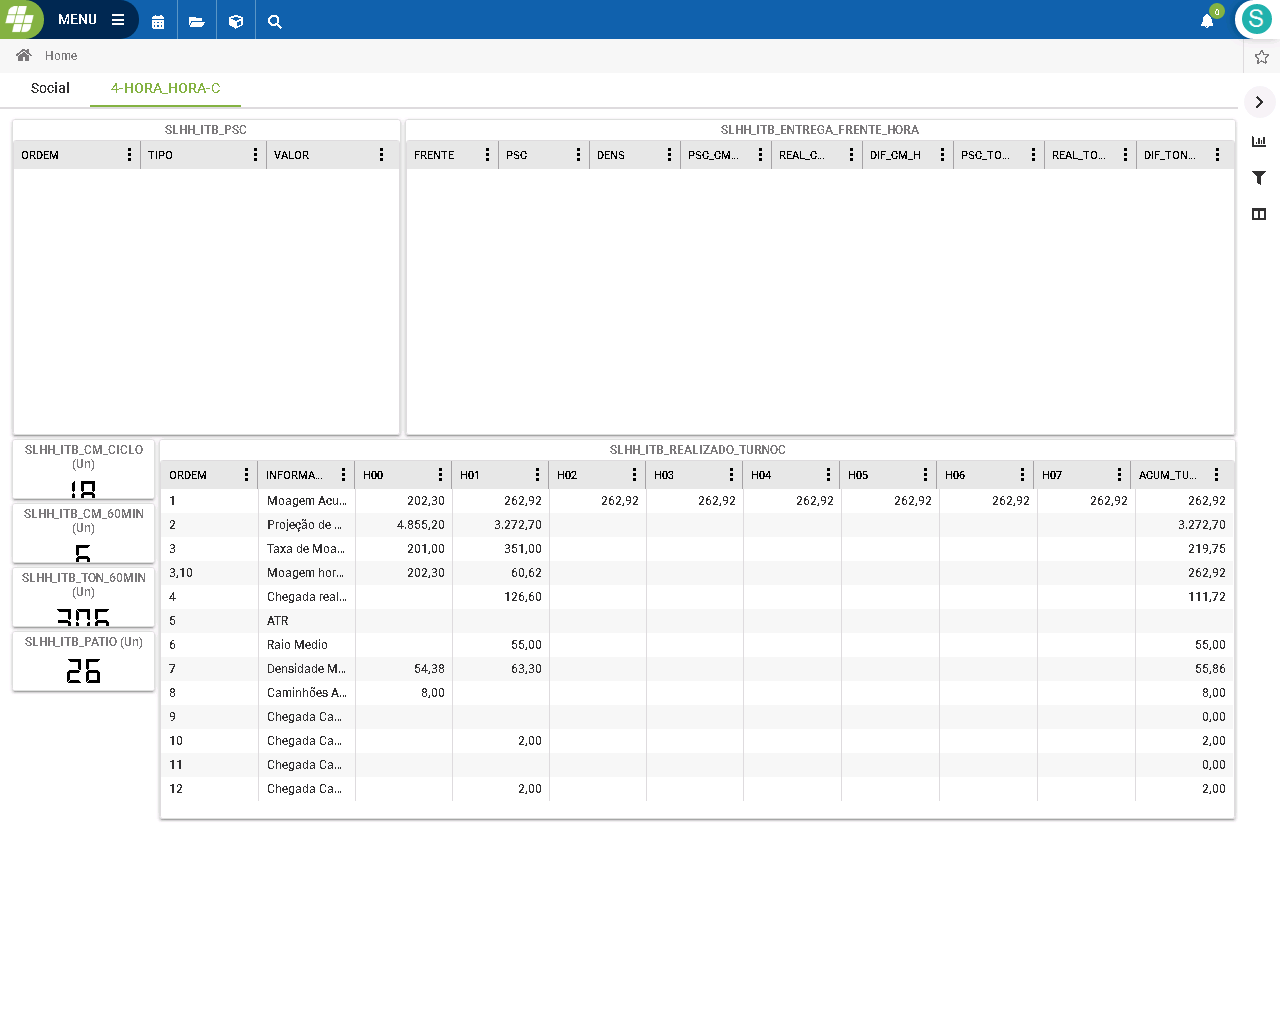 MENU
0
S
Home
Social
4-HORA_HORA-C
SLHH_ITB_PSC
ORDEM TIPO VALOR
SLHH_ITB_ENTREGA_FRENTE_HORA
FRENTE PSC DENS PSC_CM... REAL_C... DIF_CM_H PSC_TO... REAL_TO... DIF_TON...
SLHH_ITB_CM_CICLO
(Un)
18
SLHH_ITB_CM_60MIN
(Un)
SLHH_ITB_TON_60MIN
(Un)
SLHH_ITB_PATIO (Un)
26
SLHH_ITB_REALIZADO_TURNOC
ORDEM INFORMA... H00 H01 H02 H03 H04 H05 H06 H07 ACUM_TU...
1 Moagem Acu... 202,30 262,92 262,92 262,92 262,92 262,92 262,92 262,92 262,92
2 Projeção de ... 4.855,20 3.272,70 3.272,70
3 Taxa de Moa... 201,00 351,00 219,75
3,10 Moagem hor... 202,30 60,62 262,92
4 Chegada real... 126,60 111,72
5 ATR
6 Raio Medio 55,00 55,00
7 Densidade M... 54,38 63,30 55,86
8 Caminhões A... 8,00 8,00
9 Chegada Ca... 0,00
10 Chegada Ca... 2,00 2,00
11 Chegada Ca... 0,00
12 Chegada Ca... 2,00 2,00